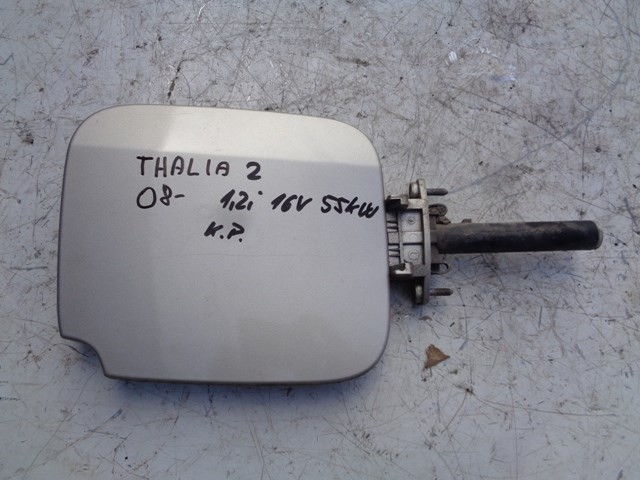 THALIA 2
08- 1,2i 16V 55kW
K.P.